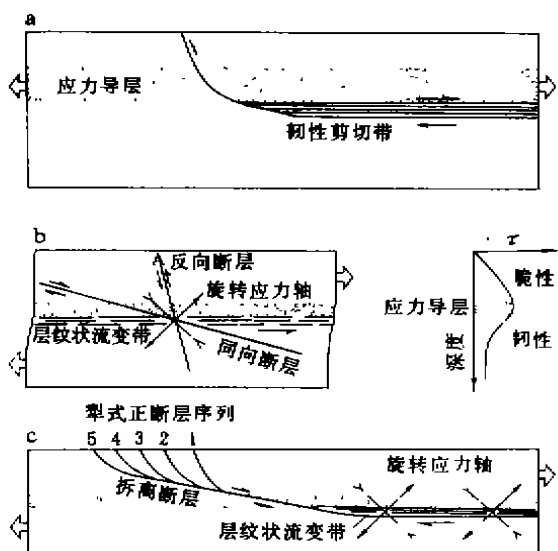 a
应力导层
韧性剪切带
b
反向断层
旋转应力轴
层纹状流变带
同向断层
τ
脆性
应力导层
韧性
深度
犁式正断层序列
c
5 4 3 2 1
拆离断层
旋转应力轴
层纹状流变带